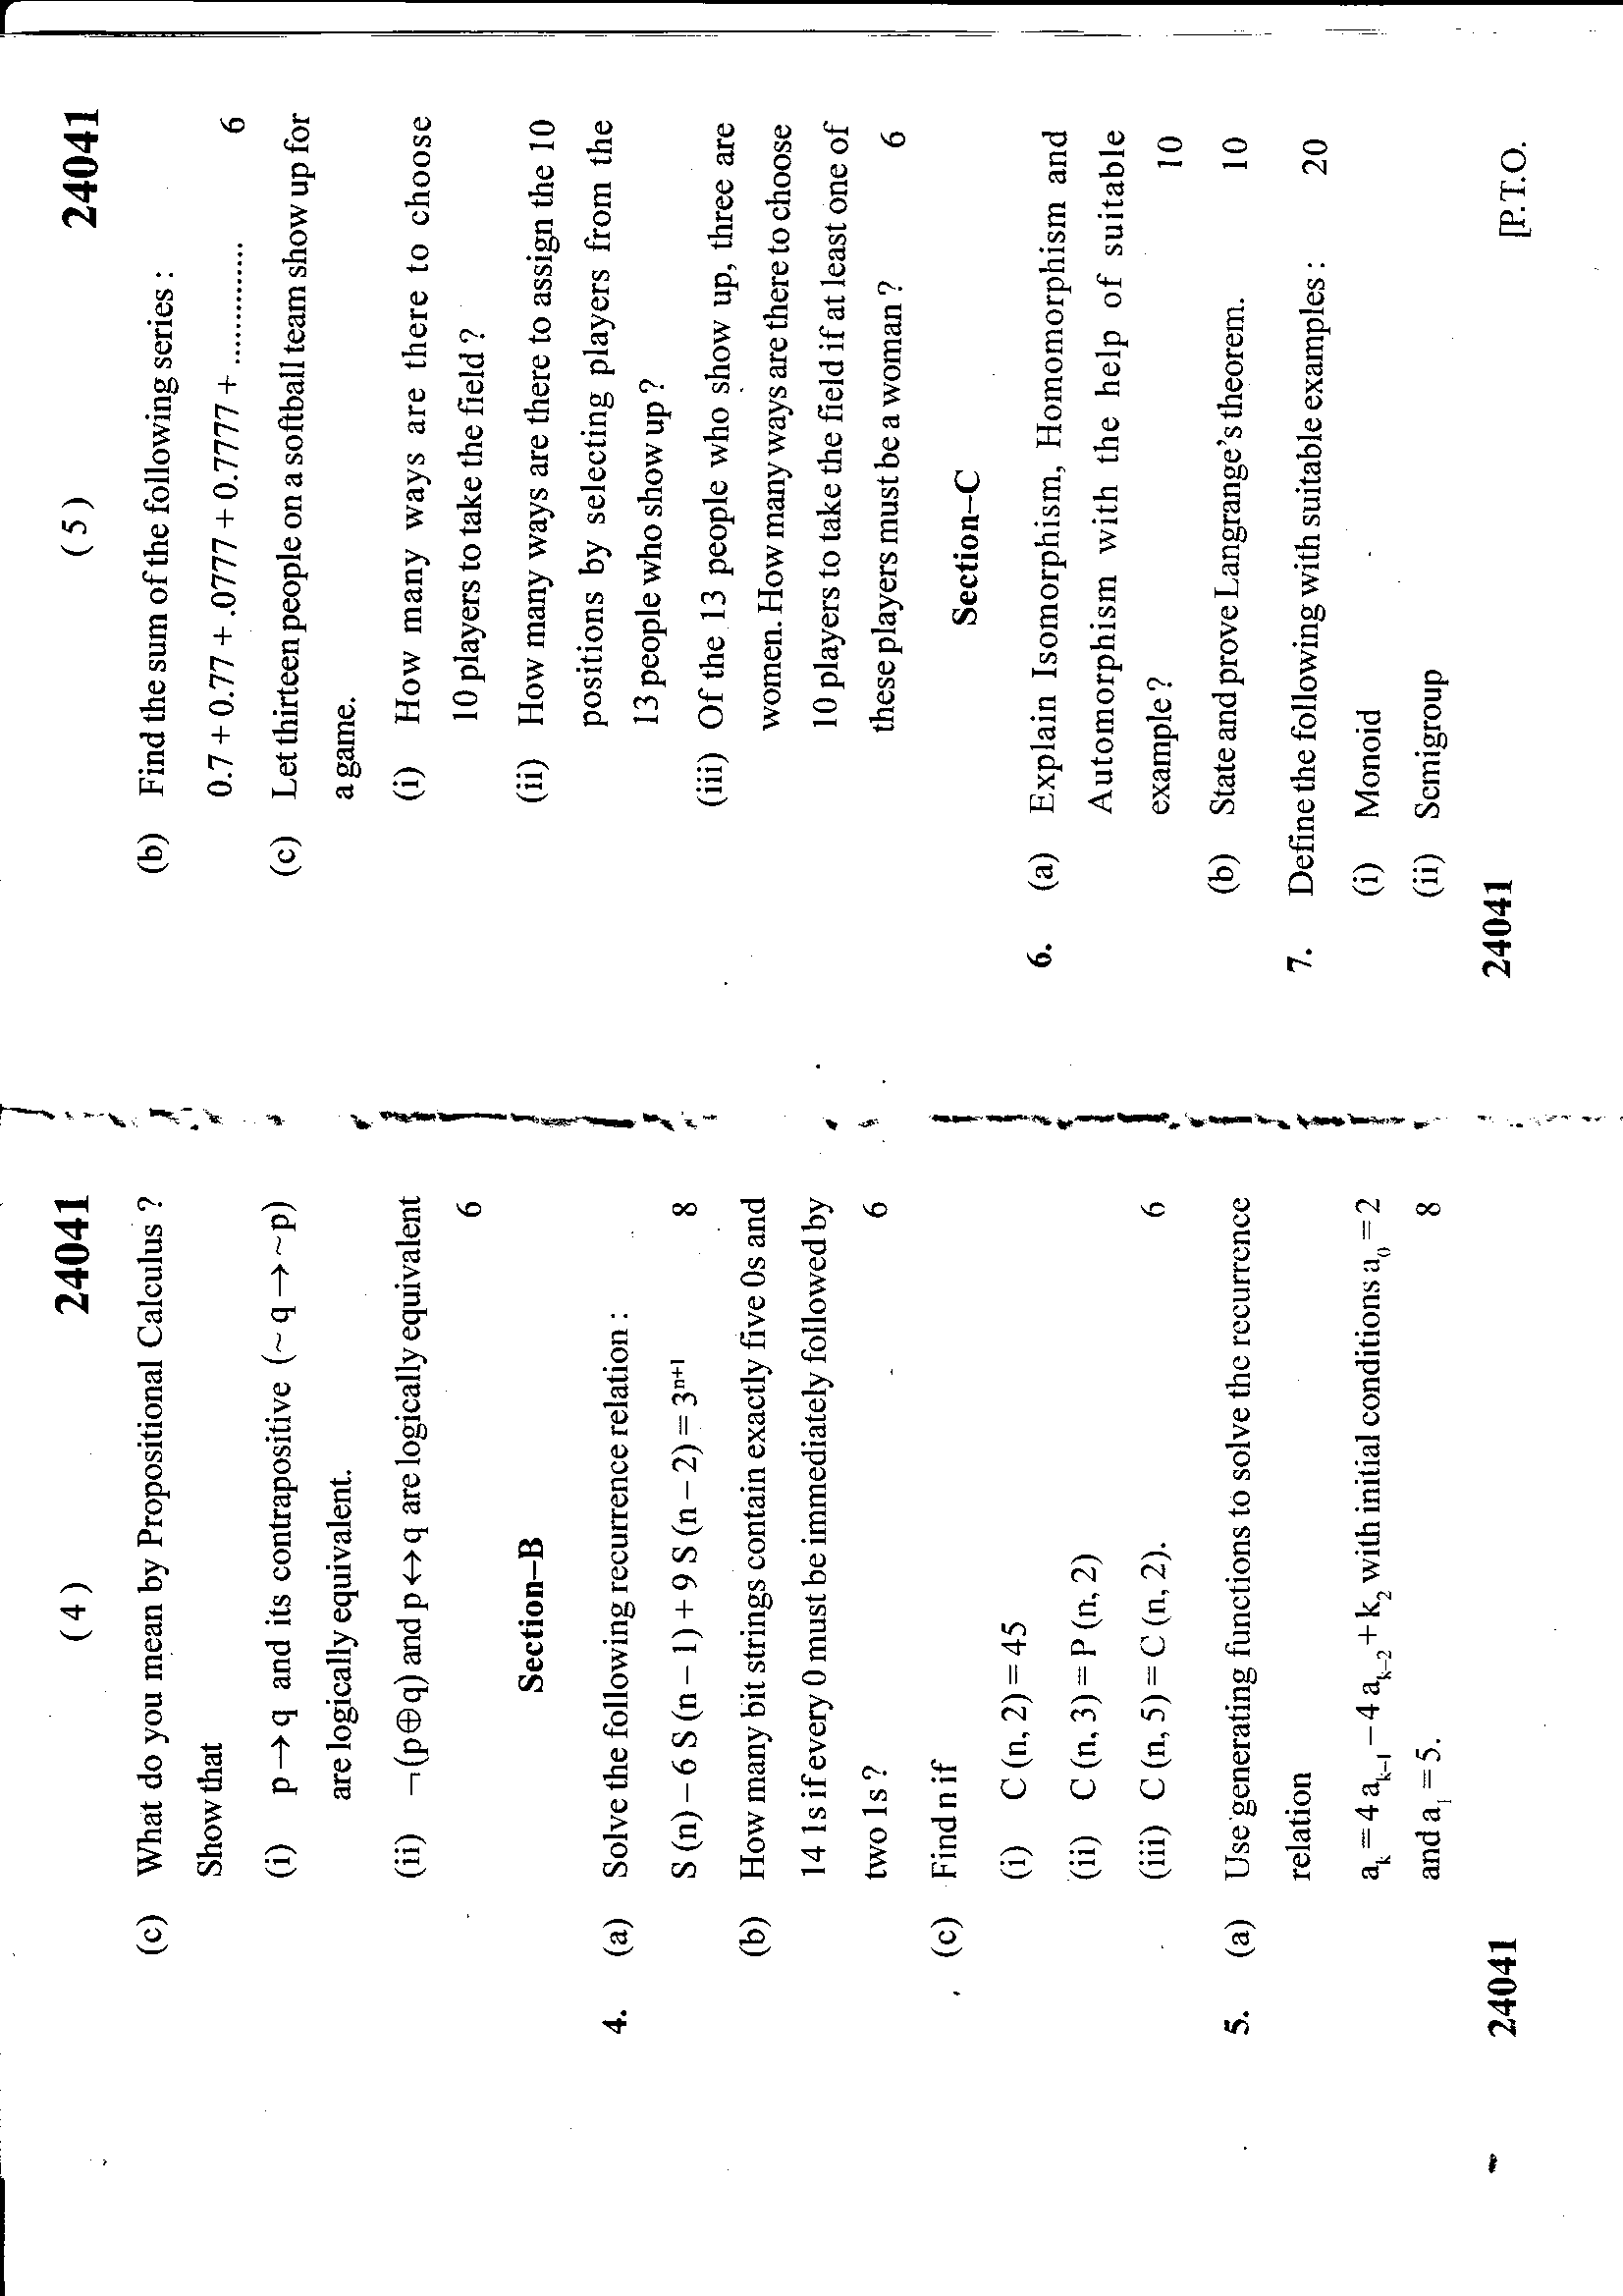 ( 4 ) 24041
(c) What do you mean by Propositional Calculus ?
Show that
(i) p → q and its contrapositive (~ q → ~p)
are logically equivalent.
(ii) ¬(p⊕q) and p↔q are logically equivalent
6
Section–B
4. (a) Solve the following recurrence relation :
S (n) – 6 S (n – 1) + 9 S (n – 2) = 3ⁿ⁺¹ 8
(b) How many bit strings contain exactly five 0s and
14 1s if every 0 must be immediately followed by
two 1s ? 6
(c) Find n if
(i) C (n, 2) = 45
(ii) C (n, 3) = P (n, 2)
(iii) C (n, 5) = C (n, 2). 6
5. (a) Use generating functions to solve the recurrence
relation
aₖ = 4 aₖ₋₁ – 4 aₖ₋₂ + k₂ with initial conditions a₀ = 2
and a₁ = 5. 8
24041
( 5 ) 24041
(b) Find the sum of the following series :
0.7 + 0.77 + .0777 + 0.7777 + .............. 6
(c) Let thirteen people on a softball team show up for
a game.
(i) How many ways are there to choose
10 players to take the field ?
(ii) How many ways are there to assign the 10
positions by selecting players from the
13 people who show up ?
(iii) Of the 13 people who show up, three are
women. How many ways are there to choose
10 players to take the field if at least one of
these players must be a woman ? 6
Section–C
6. (a) Explain Isomorphism, Homomorphism and
Automorphism with the help of suitable
example ? 10
(b) State and prove Langrange's theorem. 10
7. Define the following with suitable examples : 20
(i) Monoid
(ii) Semigroup
24041 [P.T.O.